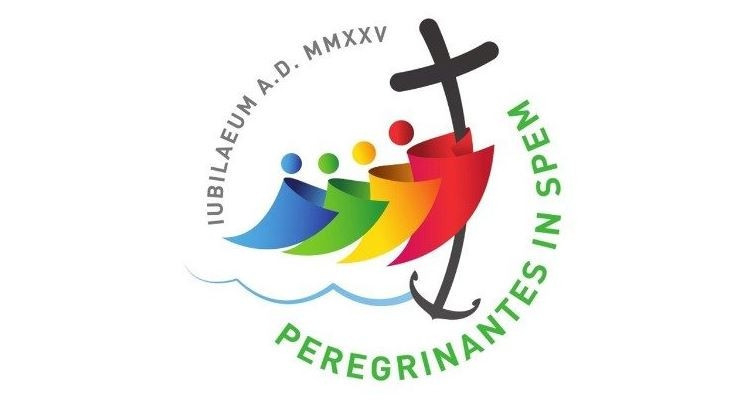 IUBILAEUM A.D. MMXXV
PEREGRINANTES IN SPEM